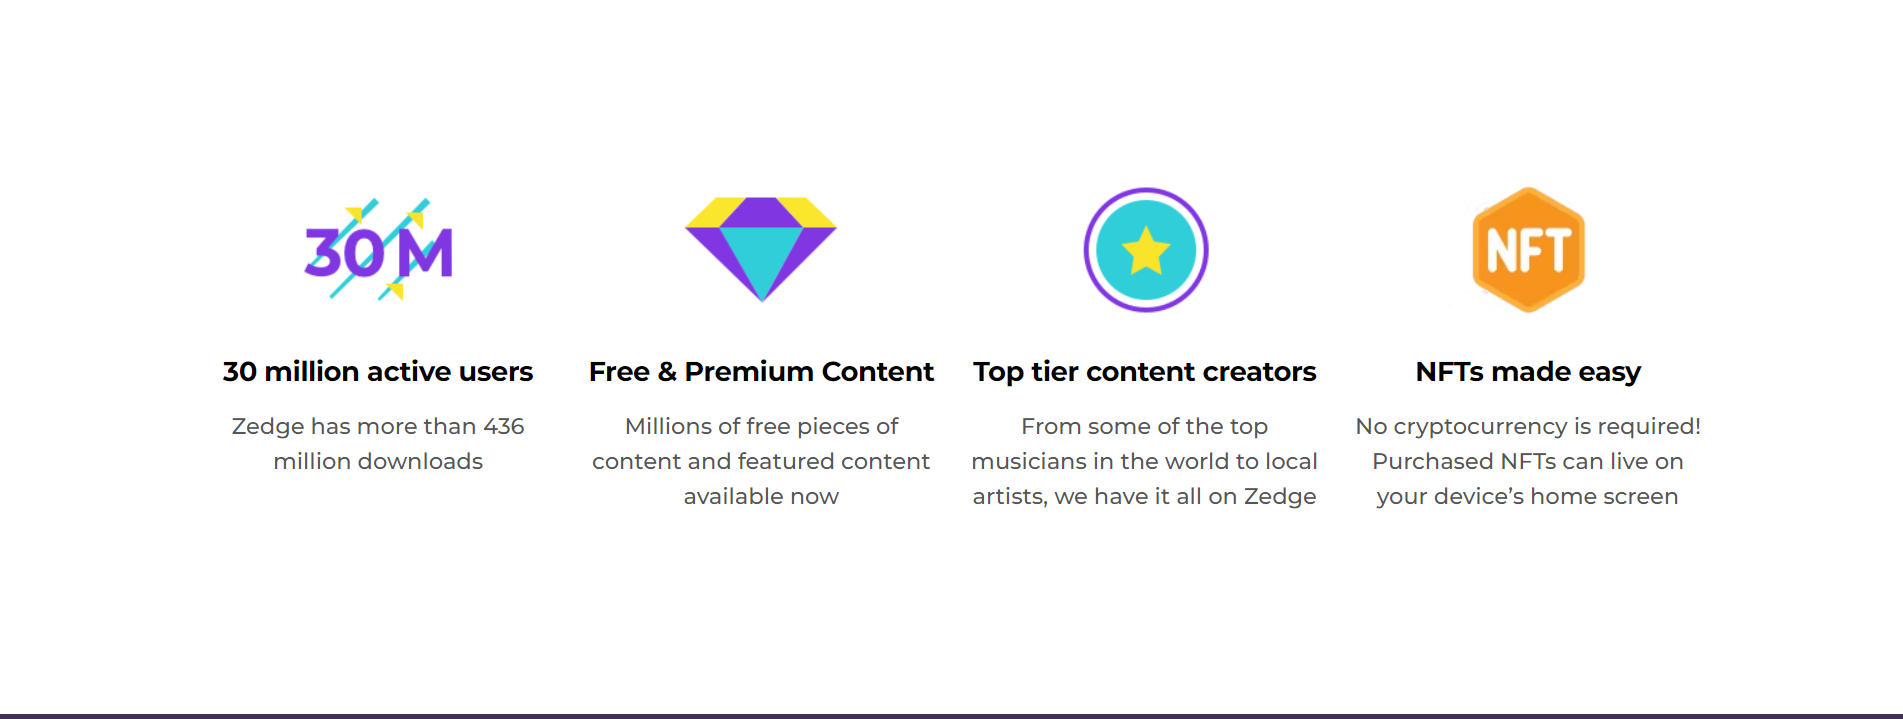 30 M
NFT
30 million active users
Zedge has more than 436
million downloads
Free & Premium Content
Millions of free pieces of
content and featured content
available now
Top tier content creators
From some of the top
musicians in the world to local
artists, we have it all on Zedge
NFTs made easy
No cryptocurrency is required!
Purchased NFTs can live on
your device’s home screen